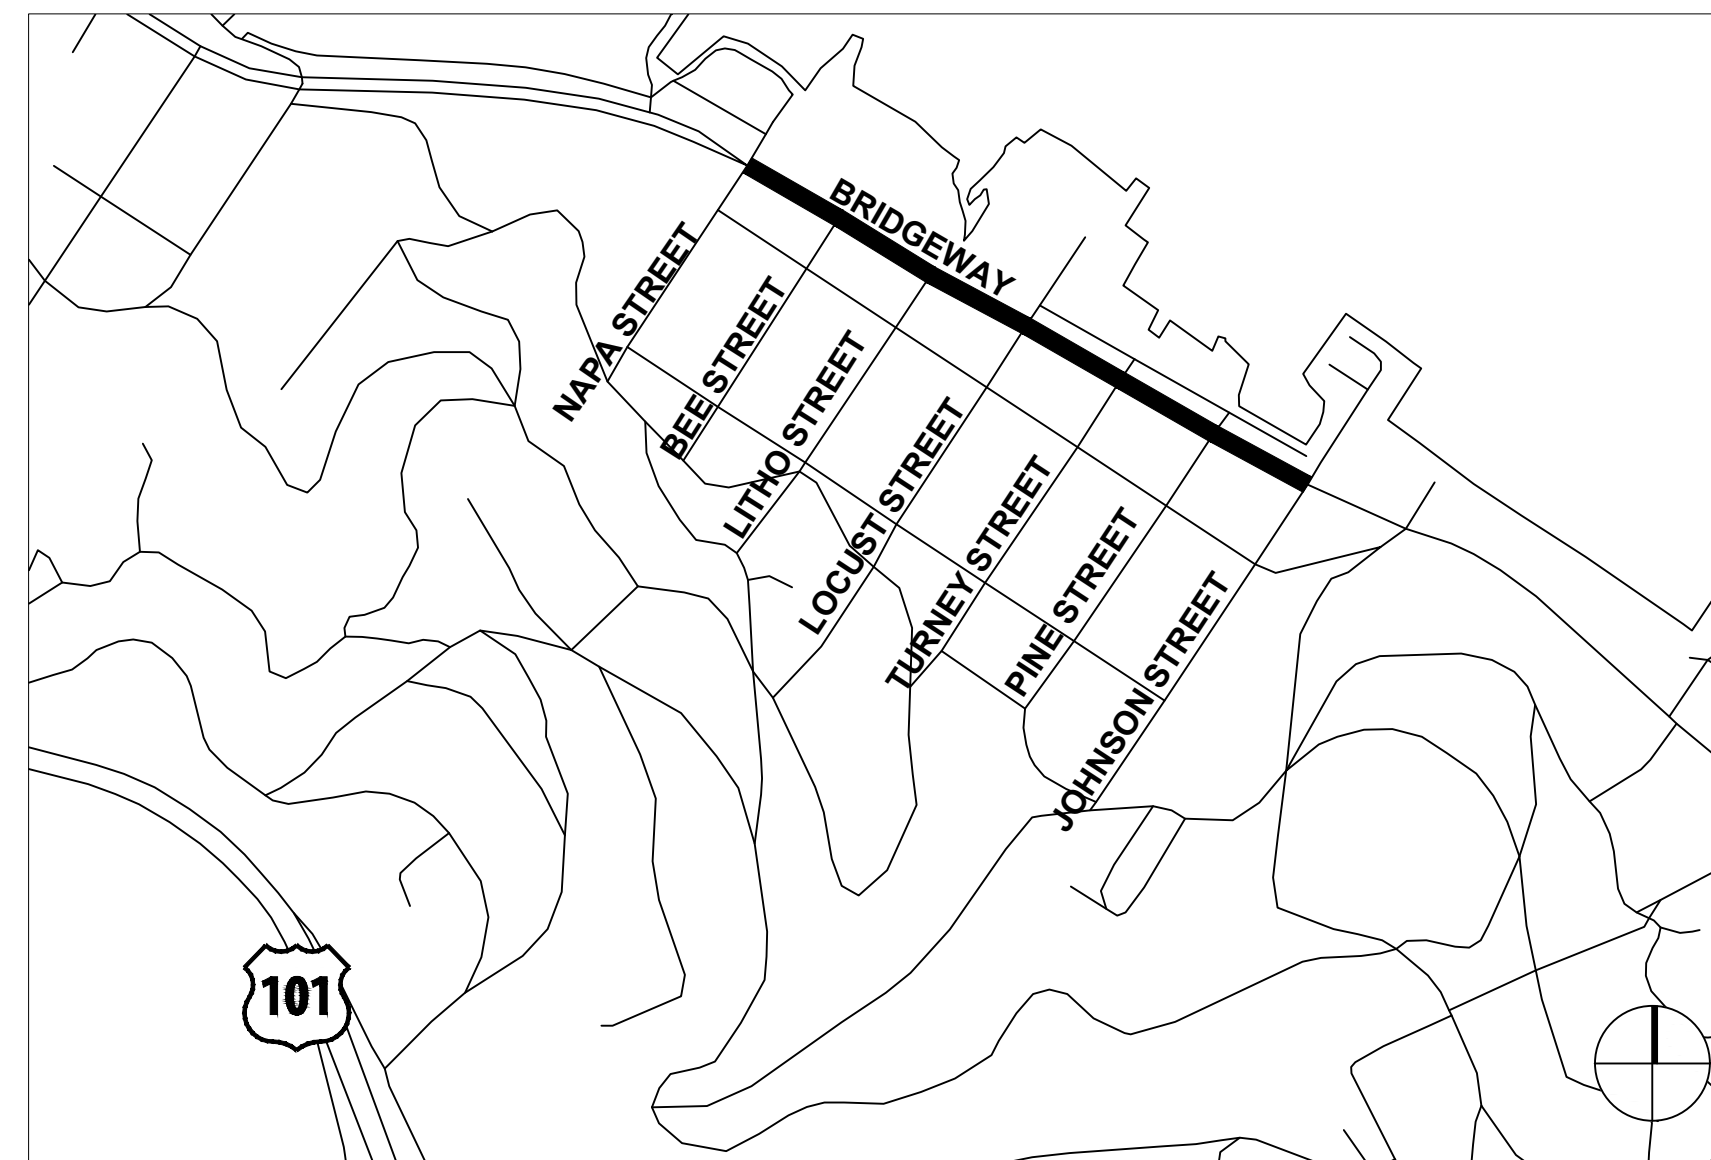 BRIDGEWAY
NAPA STREET
BEE STREET
LITHO STREET
LOCUST STREET
TURNEY STREET
PINE STREET
JOHNSON STREET
101